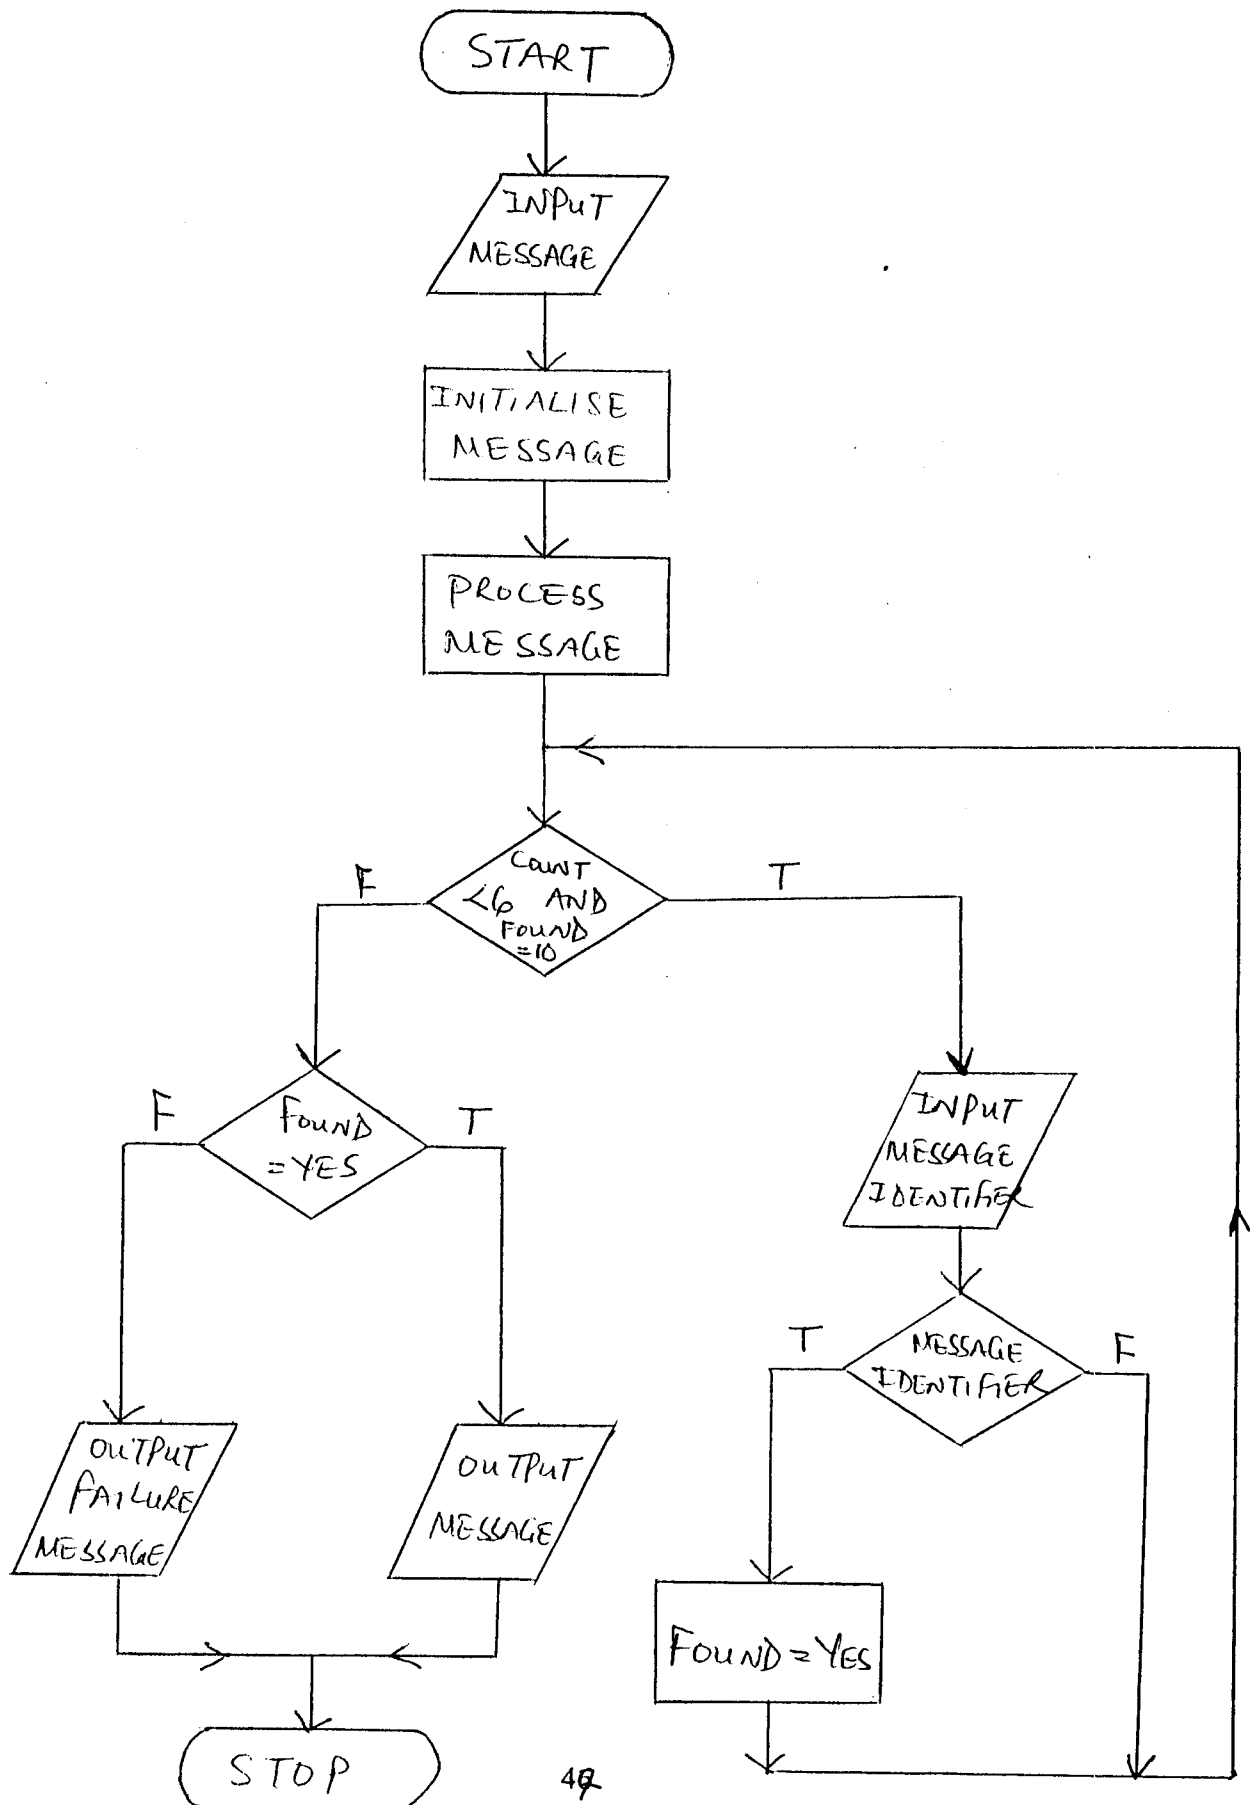 START
INPUT
MESSAGE
INITIALISE
MESSAGE
PROCESS
MESSAGE
F
COUNT
<6 AND
FOUND
=10
T
F
FOUND
=YES
T
INPUT
MESSAGE
IDENTIFIER
T
MESSAGE
IDENTIFIER
F
OUTPUT
FAILURE
MESSAGE
OUTPUT
MESSAGE
FOUND=YES
STOP